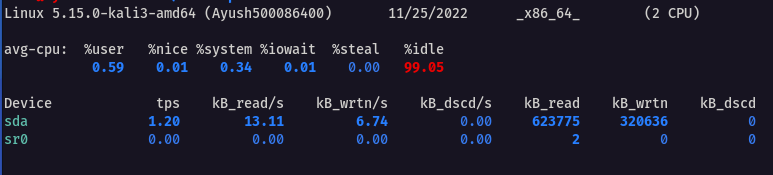 Linux 5.15.0-kali3-amd64 (Ayush500086400) 11/25/2022 _x86_64_ (2 CPU)
avg-cpu: %user %nice %system %iowait %steal %idle
0.59 0.01 0.34 0.01 0.00 99.05
Device tps kB_read/s kB_wrtn/s kB_dscd/s kB_read kB_wrtn kB_dscd
sda 1.20 13.11 6.74 0.00 623775 320636 0
sr0 0.00 0.00 0.00 0.00 2 0 0